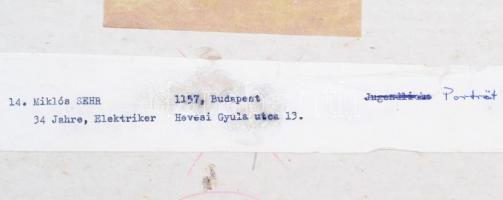 14. Miklós SEHR 1157, Budapest Jugendliche Porträt
34 Jahre, Elektriker Hevesi Gyula utca 13.